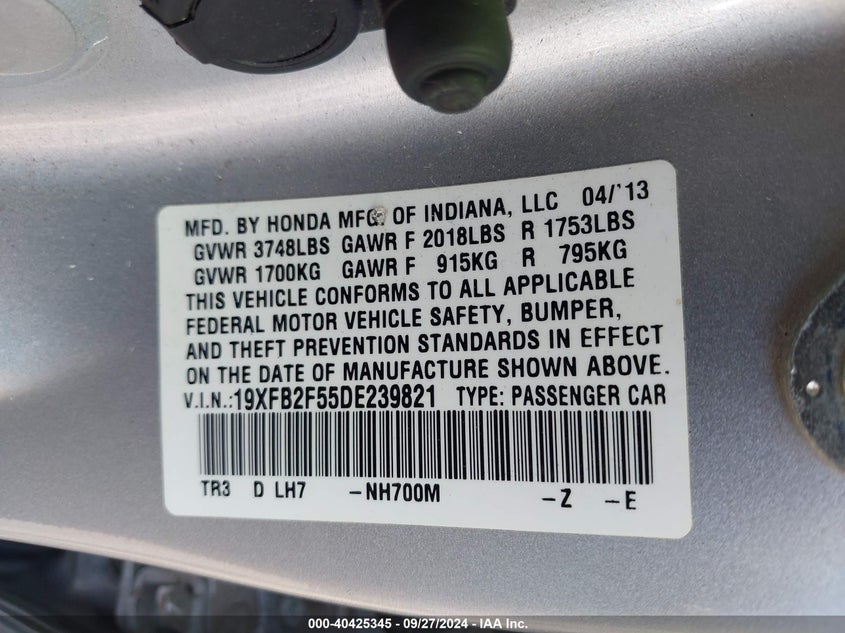 MFD. BY HONDA MFG. OF INDIANA, LLC 04/'13
GVWR 3748LBS GAWR F 2018LBS R 1753LBS
GVWR 1700KG GAWR F 915KG R 795KG
THIS VEHICLE CONFORMS TO ALL APPLICABLE
FEDERAL MOTOR VEHICLE SAFETY, BUMPER,
AND THEFT PREVENTION STANDARDS IN EFFECT
ON THE DATE OF MANUFACTURE SHOWN ABOVE.
V.I.N.:19XFB2F55DE239821 TYPE: PASSENGER CAR
TR3 D LH7 -NH700M -Z -E
000-40425345 - 09/27/2024 - IAA Inc.